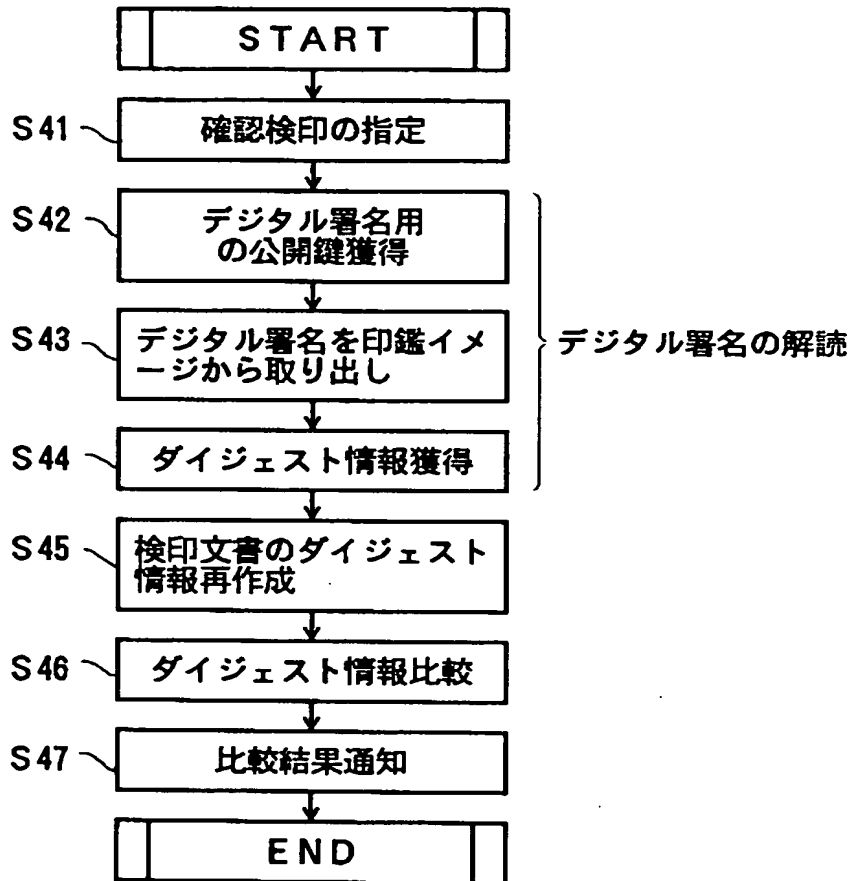 START
S41
確認検印の指定
S42
デジタル署名用
の公開鍵獲得
S43
デジタル署名を印鑑イメ
ージから取り出し
デジタル署名の解読
S44
ダイジェスト情報獲得
S45
検印文書のダイジェスト
情報再作成
S46
ダイジェスト情報比較
S47
比較結果通知
END